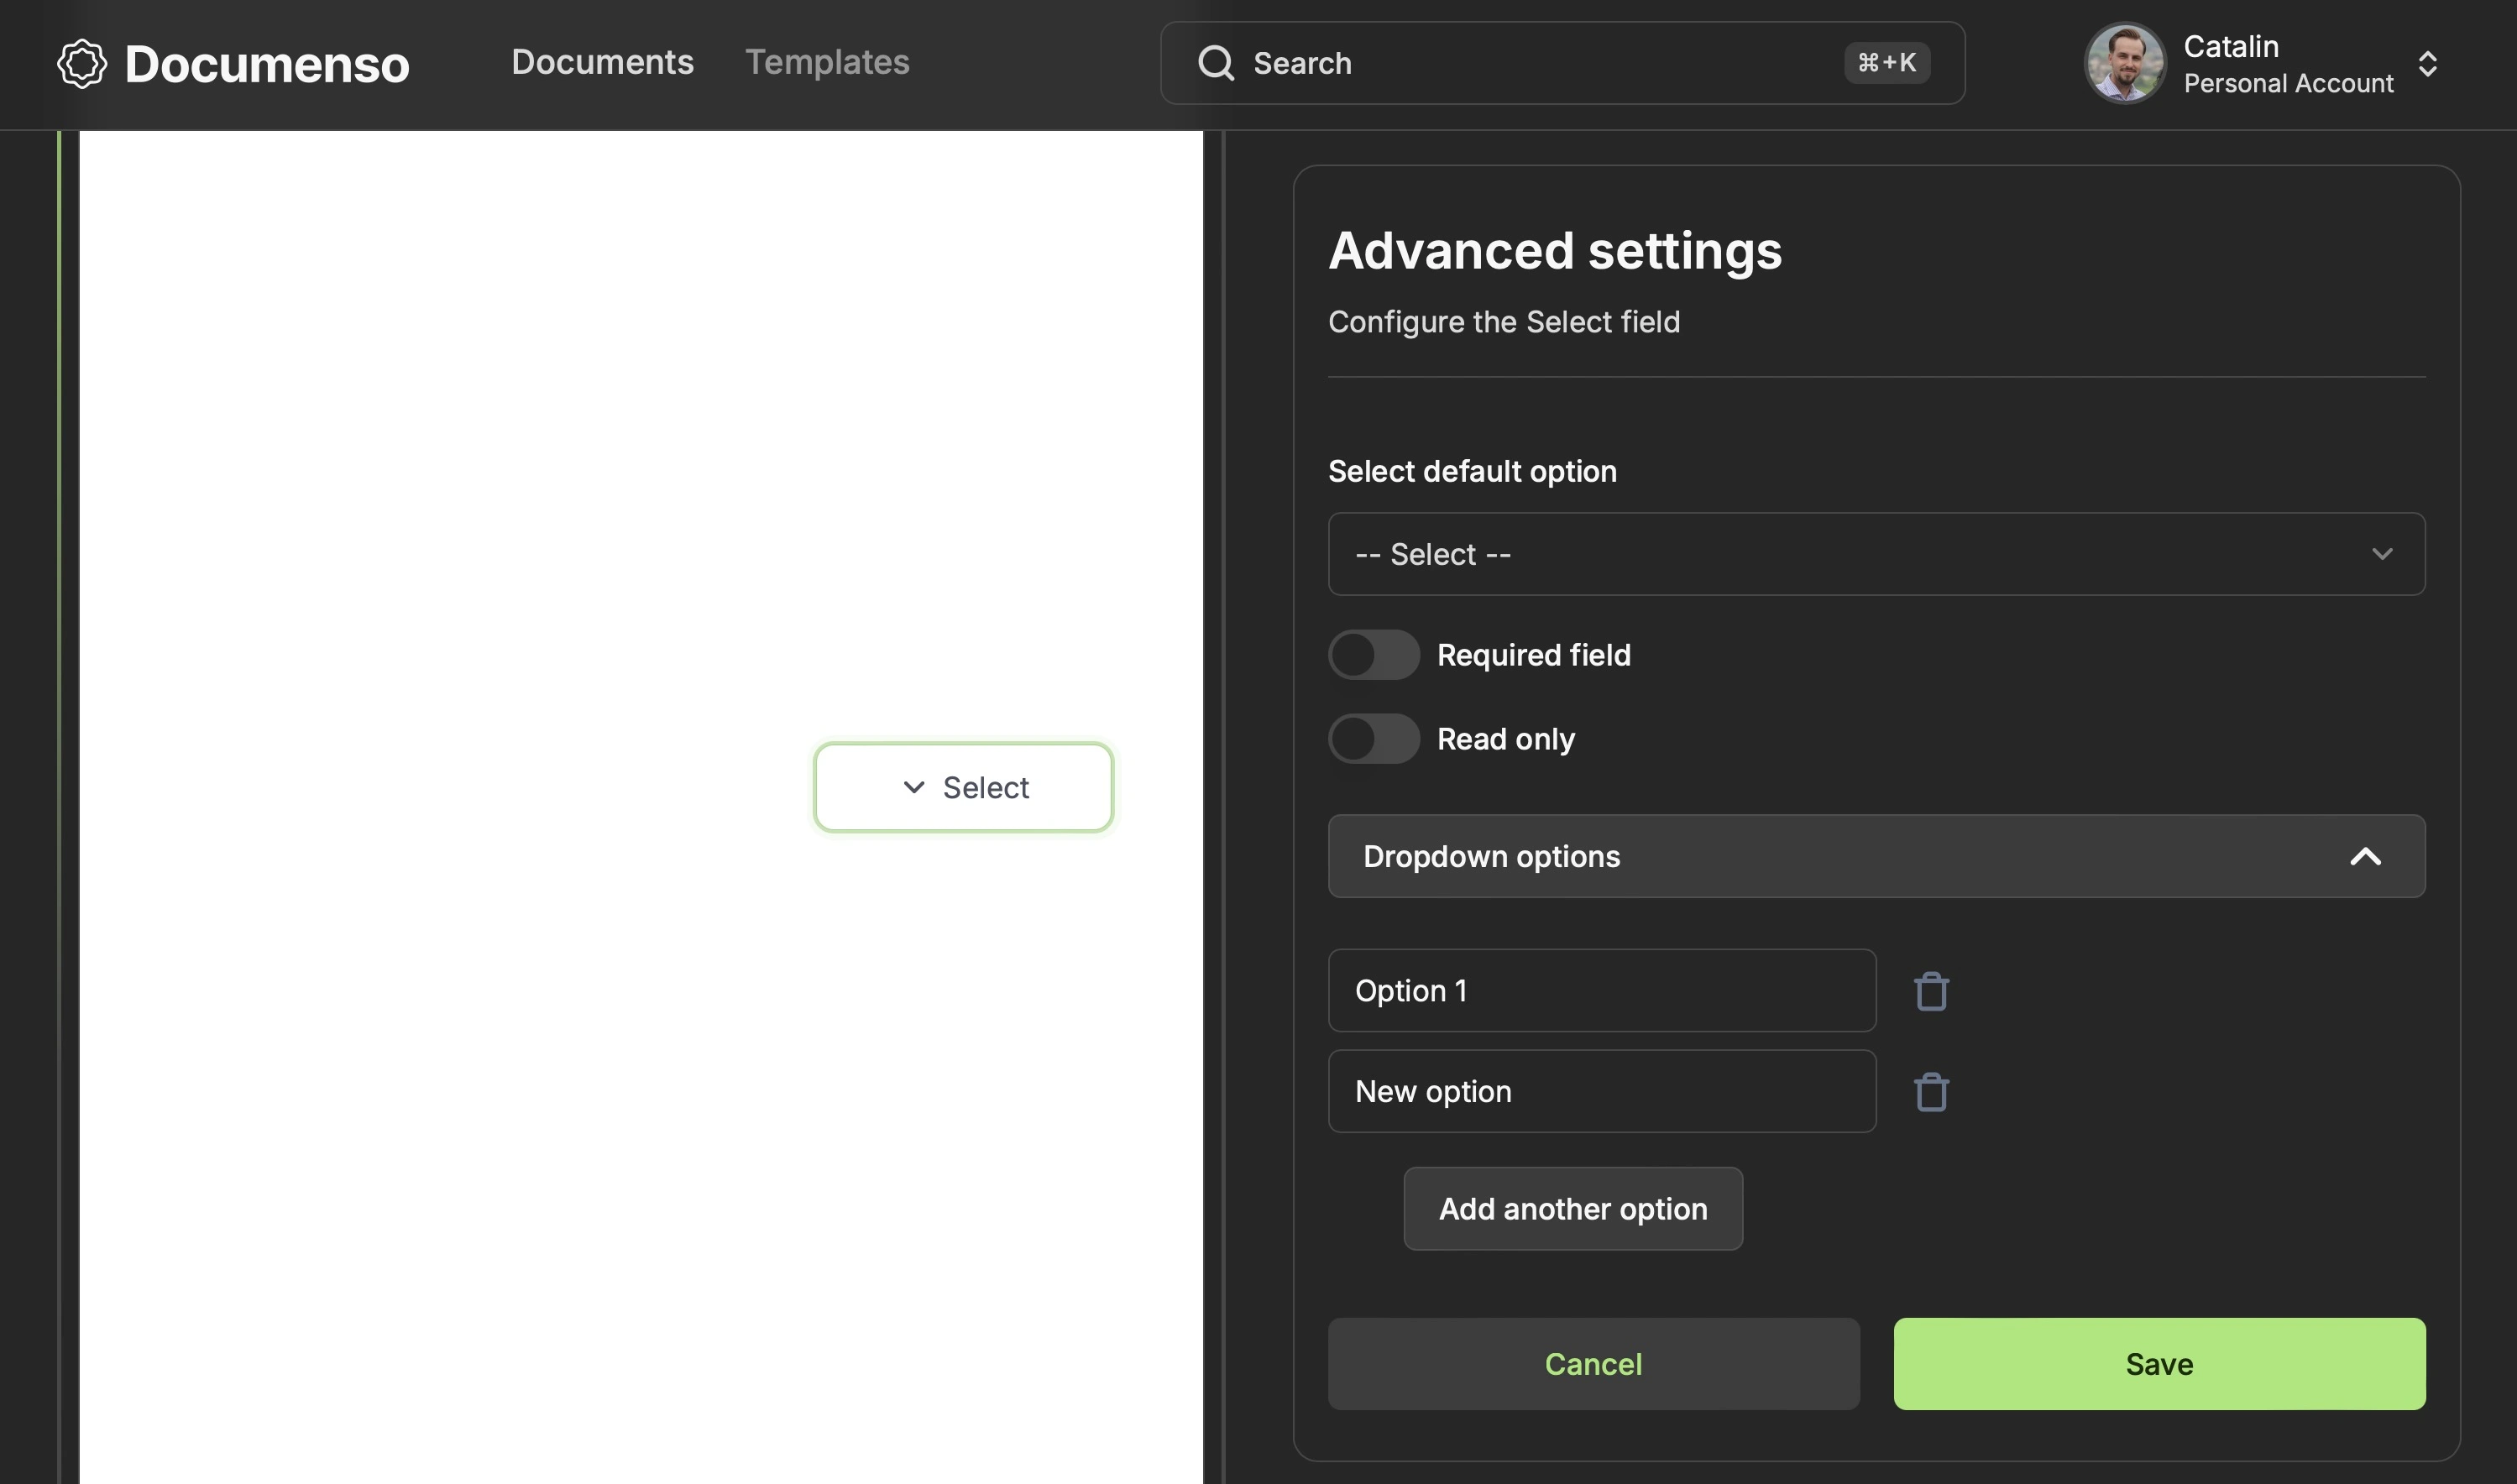 Documenso
Documents
Templates
Search
⌘+K
Catalin
Personal Account
Select
Advanced settings
Configure the Select field
Select default option
-- Select --
Required field
Read only
Dropdown options
Option 1
New option
Add another option
Cancel
Save